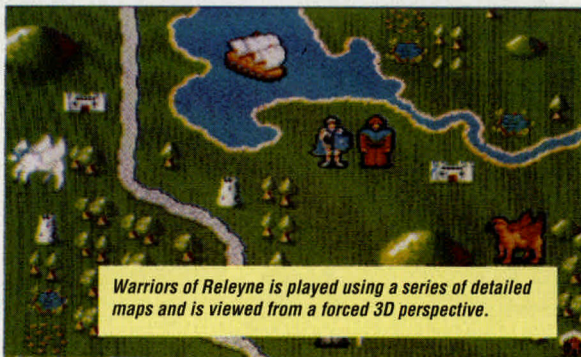 Warriors of Releyne is played using a series of detailed
maps and is viewed from a forced 3D perspective.